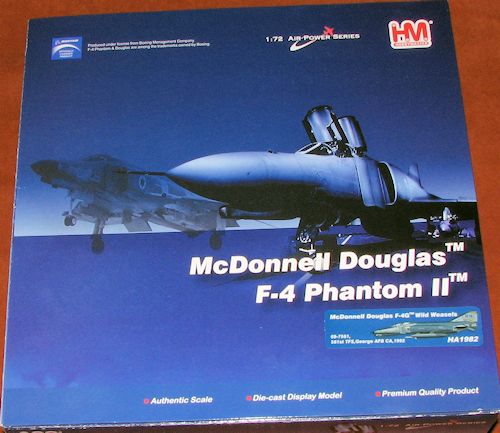 Produced under license from Boeing Management Company.
F-4 Phantom & Douglas are among the trademarks owned by Boeing.
1:72 AIR-POWER SERIES
HM
HOBBYMASTER
McDonnell Douglas™
F-4 Phantom II™
McDonnell Douglas F-4G™ Wild Weasels
69-7561,
561st TFS, George AFB CA, 1992
HA1982
Authentic Scale
Die-cast Display Model
Premium Quality Product